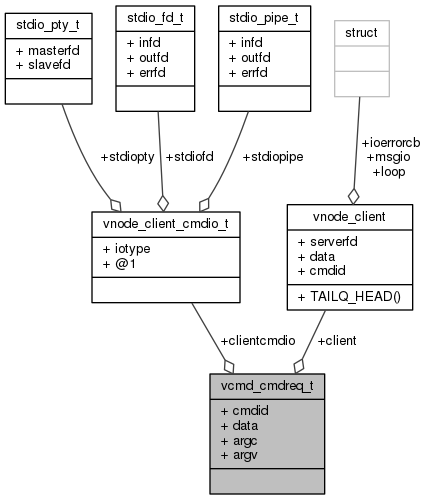 stdio_pty_t
+ masterfd
+ slavefd
stdio_fd_t
+ infd
+ outfd
+ errfd
stdio_pipe_t
+ infd
+ outfd
+ errfd
struct
+stdiopty
+stdiofd
+stdiopipe
+ioerrorcb
+msgio
+loop
vnode_client_cmdio_t
+ iotype
+ @1
vnode_client
+ serverfd
+ data
+ cmdid
+ TAILQ_HEAD()
+clientcmdio
+client
vcmd_cmdreq_t
+ cmdid
+ data
+ argc
+ argv